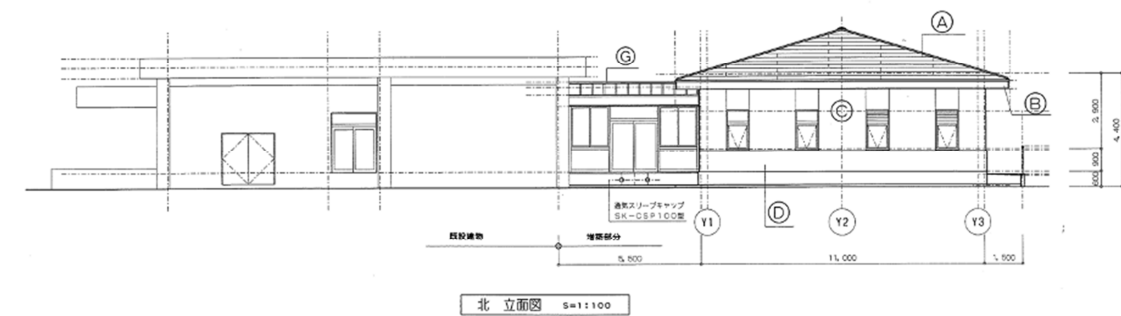 A
G
B
C
2,900
4,400
900
600
通気スリーブキャップ
SK-CSP100型
D
Y1
Y2
Y3
既設建物
増築部分
5,500
11,000
1,500
北 立面図 S=1:100